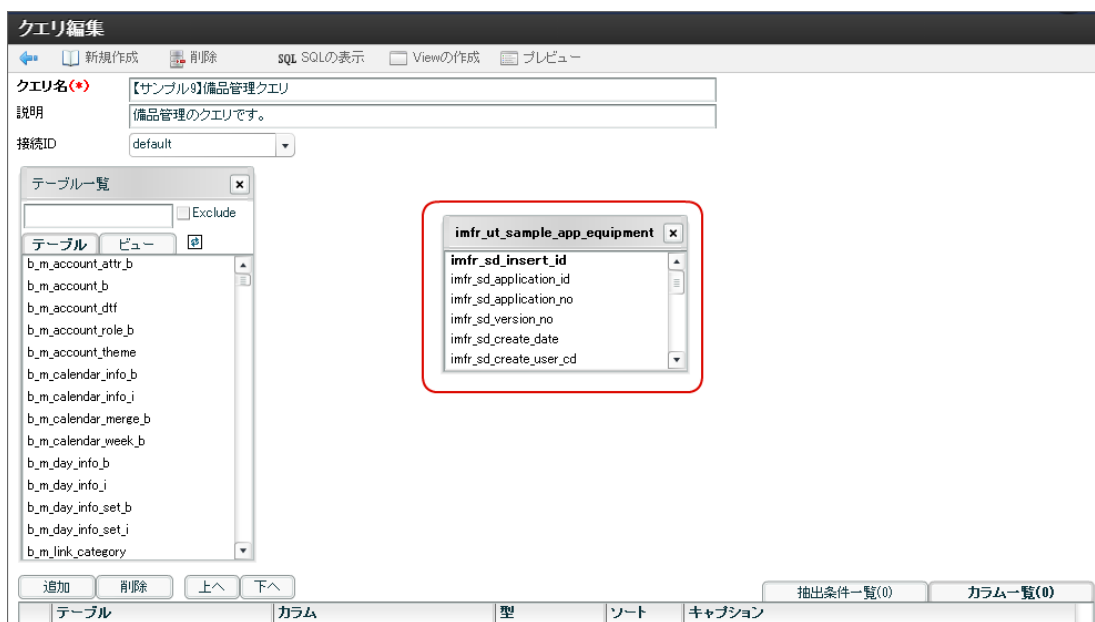 クエリ編集
新規作成 削除 SQL SQLの表示 Viewの作成 プレビュー
クエリ名(*) 【サンプル9】備品管理クエリ
説明 備品管理のクエリです。
接続ID default
テーブル一覧
Exclude
テーブル ビュー
b_m_account_attr_b
b_m_account_b
b_m_account_dtf
b_m_account_role_b
b_m_account_theme
b_m_calendar_info_b
b_m_calendar_info_i
b_m_calendar_merge_b
b_m_calendar_week_b
b_m_day_info_b
b_m_day_info_i
b_m_day_info_set_b
b_m_day_info_set_i
b_m_link_category
imfr_ut_sample_app_equipment
imfr_sd_insert_id
imfr_sd_application_id
imfr_sd_application_no
imfr_sd_version_no
imfr_sd_create_date
imfr_sd_create_user_cd
追加 削除 上へ 下へ 抽出条件一覧(0) カラム一覧(0)
テーブル カラム 型 ソート キャプション